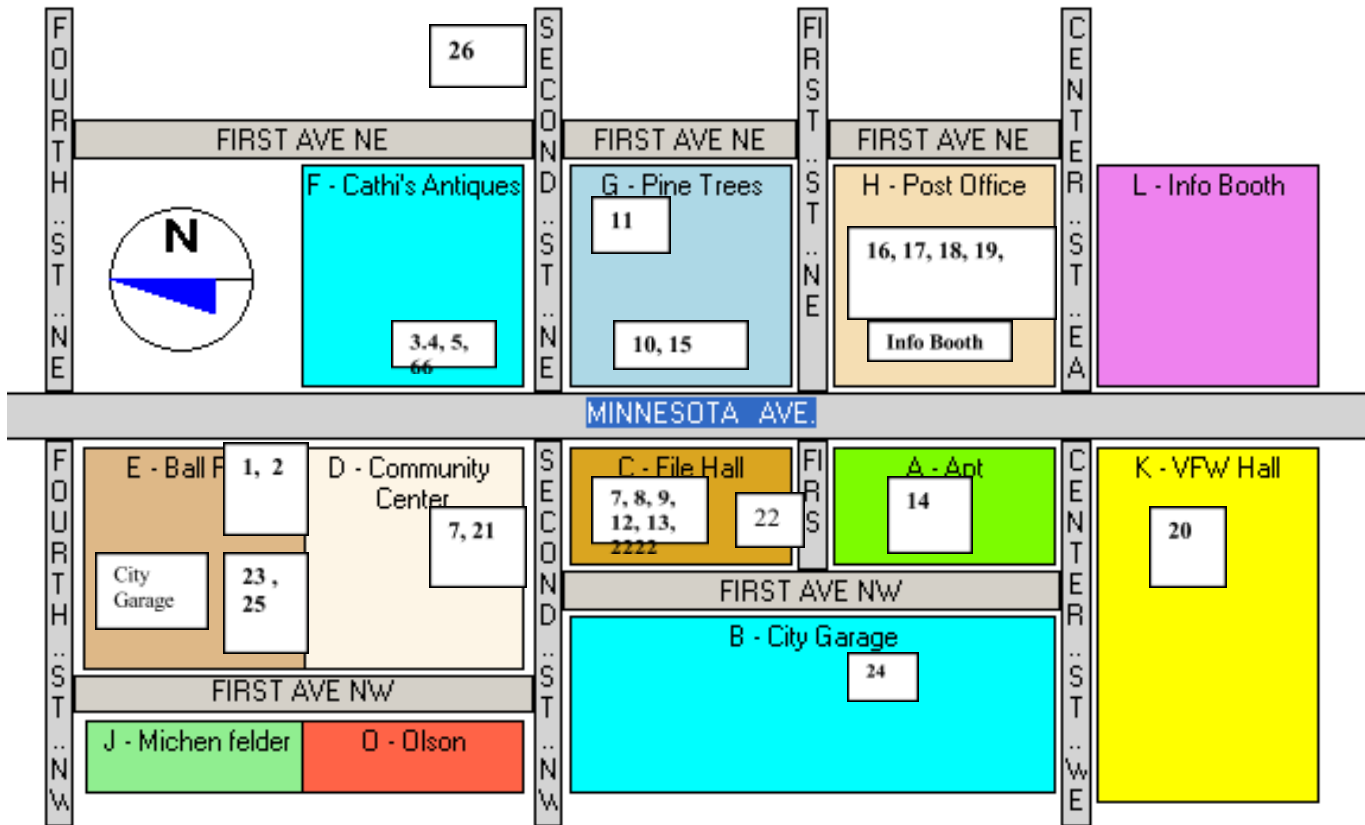 FOURTH..ST..NE
26
SECOND..ST..NE
FIRST..ST..NE
CENTER..ST..EA
FIRST AVE NE
FIRST AVE NE
FIRST AVE NE
F - Cathi's Antiques
G - Pine Trees
H - Post Office
L - Info Booth
N
11
16, 17, 18, 19,
3.4, 5,
66
10, 15
Info Booth
MINNESOTA AVE.
FOURTH..ST..NW
E - Ball
1, 2
D - Community
Center
SECOND..ST..NW
C - File Hall
FIRS
A - Apt
CENTER..ST..WE
K - VFW Hall
7, 21
7, 8, 9,
12, 13,
2222
22
14
20
City
Garage
23 ,
25
FIRST AVE NW
B - City Garage
24
FIRST AVE NW
J - Michen felder
O - Olson